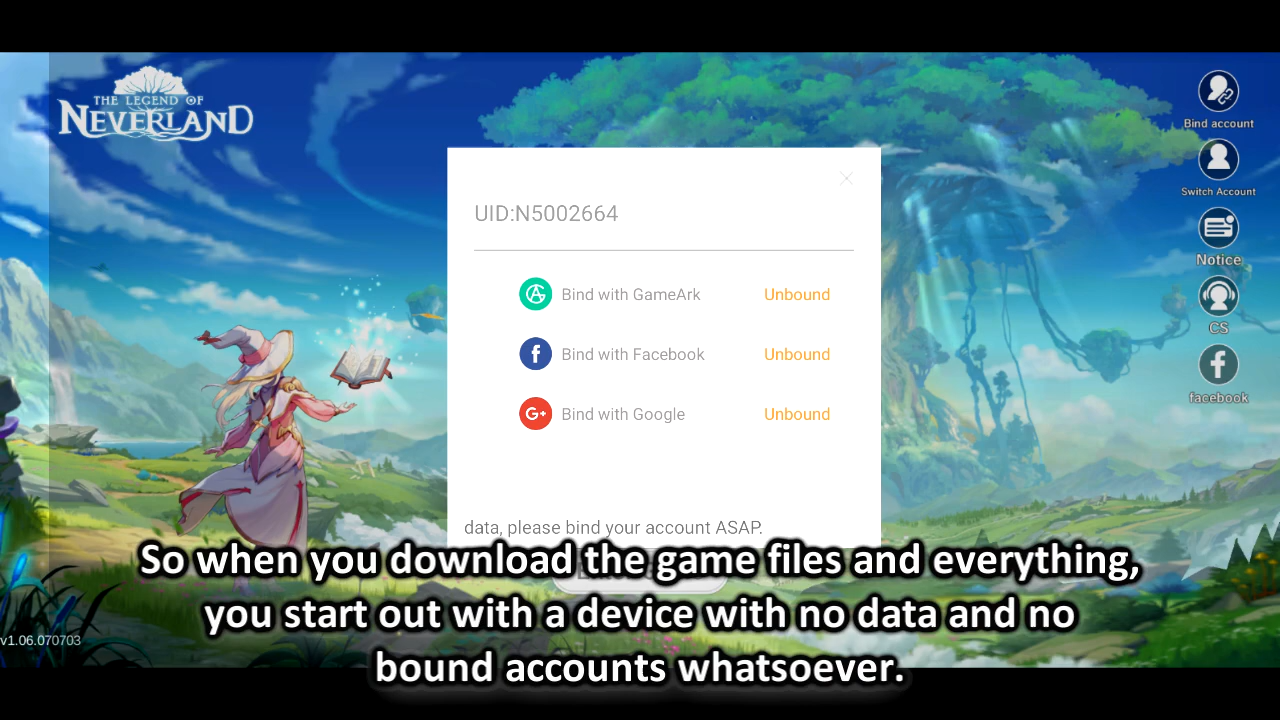 THE LEGEND OF
NEVERLAND
Bind account
Switch Account
Notice
CS
facebook
UID:N5002664
Bind with GameArk Unbound
Bind with Facebook Unbound
Bind with Google Unbound
data, please bind your account ASAP.
So when you download the game files and everything,
you start out with a device with no data and no
bound accounts whatsoever.
v1.06.070703